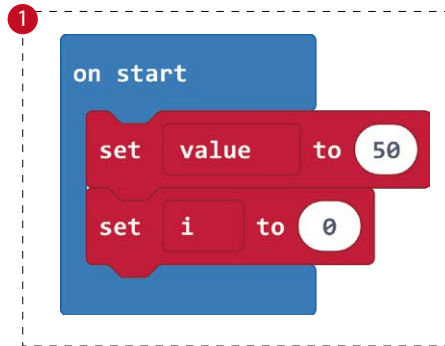 1
on start
set value to 50
set i to 0